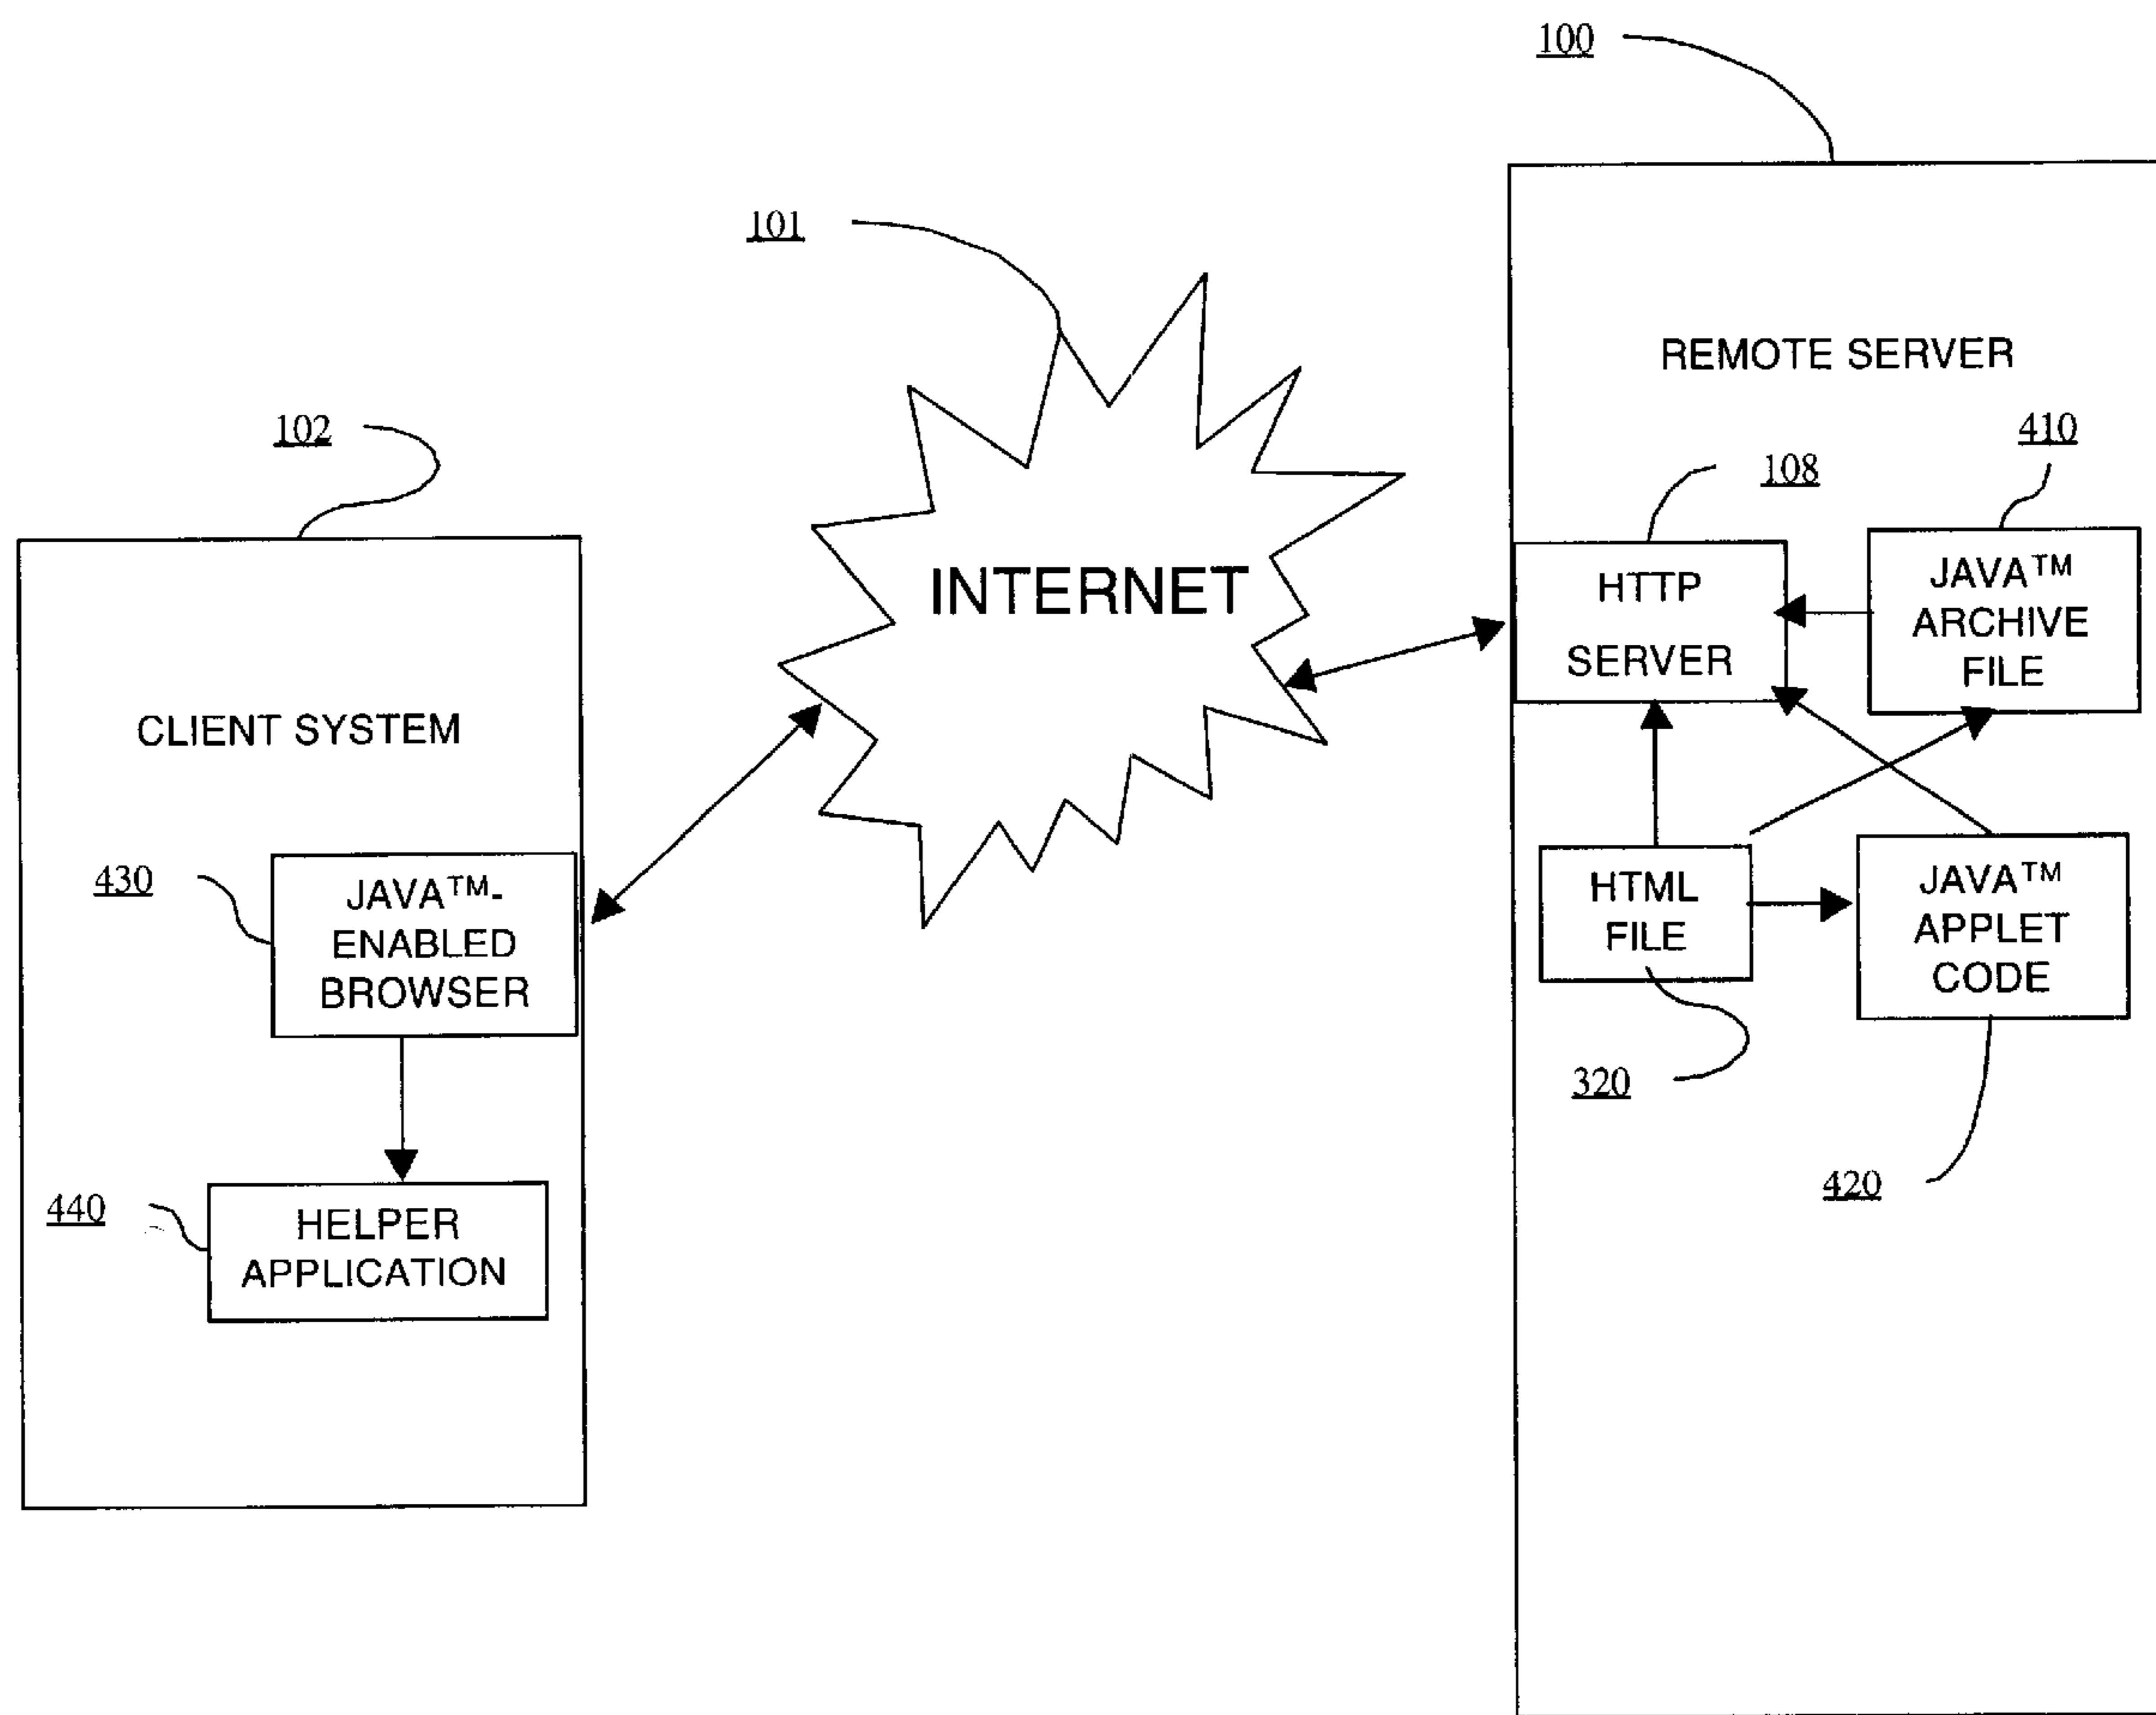 100
101
REMOTE SERVER
102
410
108
HTTP
SERVER
JAVA™
ARCHIVE
FILE
INTERNET
CLIENT SYSTEM
430
JAVA™-
ENABLED
BROWSER
HTML
FILE
JAVA™
APPLET
CODE
320
420
440
HELPER
APPLICATION